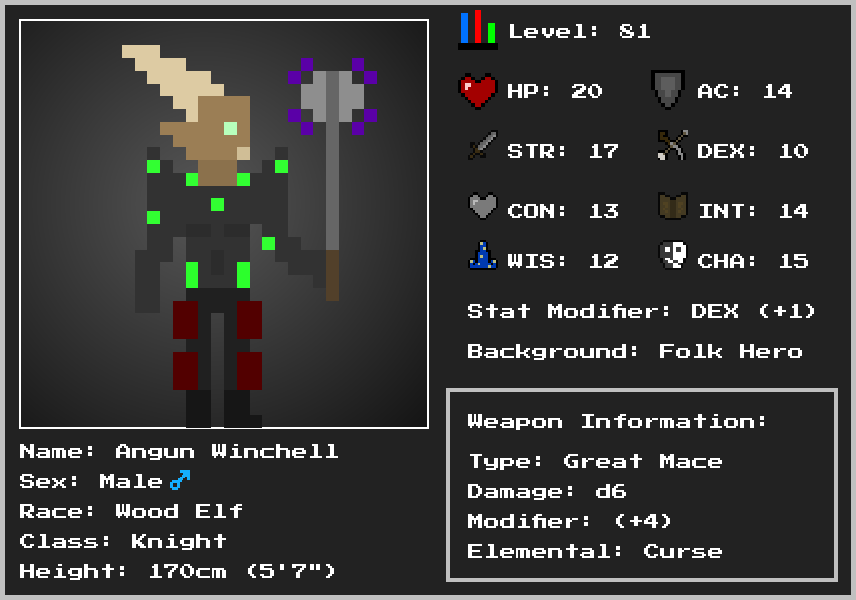 Level: 81
HP: 20
AC: 14
STR: 17
DEX: 10
CON: 13
INT: 14
WIS: 12
CHA: 15
Stat Modifier: DEX (+1)
Background: Folk Hero
Weapon Information:
Type: Great Mace
Damage: d6
Modifier: (+4)
Elemental: Curse
Name: Angun Winchell
Sex: Male♂
Race: Wood Elf
Class: Knight
Height: 170cm (5'7")